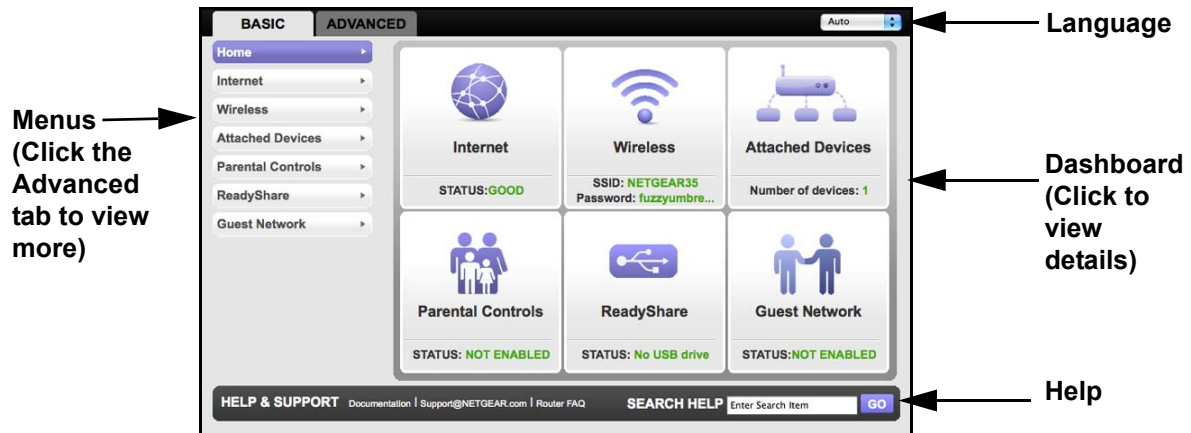 BASIC
ADVANCED
Auto
Language
Home
Internet
Wireless
Attached Devices
Parental Controls
ReadyShare
Guest Network
Menus
(Click the
Advanced
tab to view
more)
Internet
STATUS:GOOD
Wireless
SSID: NETGEAR35
Password: fuzzyumbre...
Attached Devices
Number of devices: 1
Parental Controls
STATUS: NOT ENABLED
ReadyShare
STATUS: No USB drive
Guest Network
STATUS:NOT ENABLED
Dashboard
(Click to
view
details)
HELP & SUPPORT Documentation | Support@NETGEAR.com | Router FAQ SEARCH HELP Enter Search Item GO
Help